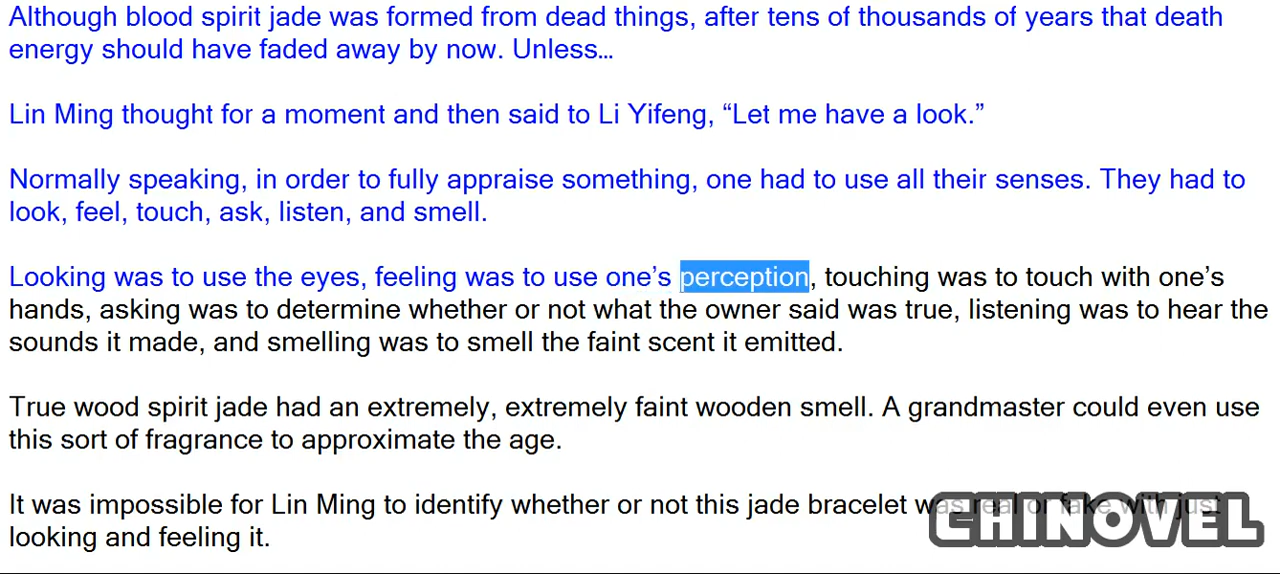 Although blood spirit jade was formed from dead things, after tens of thousands of years that death
energy should have faded away by now. Unless…
Lin Ming thought for a moment and then said to Li Yifeng, “Let me have a look.”
Normally speaking, in order to fully appraise something, one had to use all their senses. They had to
look, feel, touch, ask, listen, and smell.
Looking was to use the eyes, feeling was to use one’s perception, touching was to touch with one’s
hands, asking was to determine whether or not what the owner said was true, listening was to hear the
sounds it made, and smelling was to smell the faint scent it emitted.
True wood spirit jade had an extremely, extremely faint wooden smell. A grandmaster could even use
this sort of fragrance to approximate the age.
It was impossible for Lin Ming to identify whether or not this jade bracelet was real or fake with just
looking and feeling it.
CHINOVEL